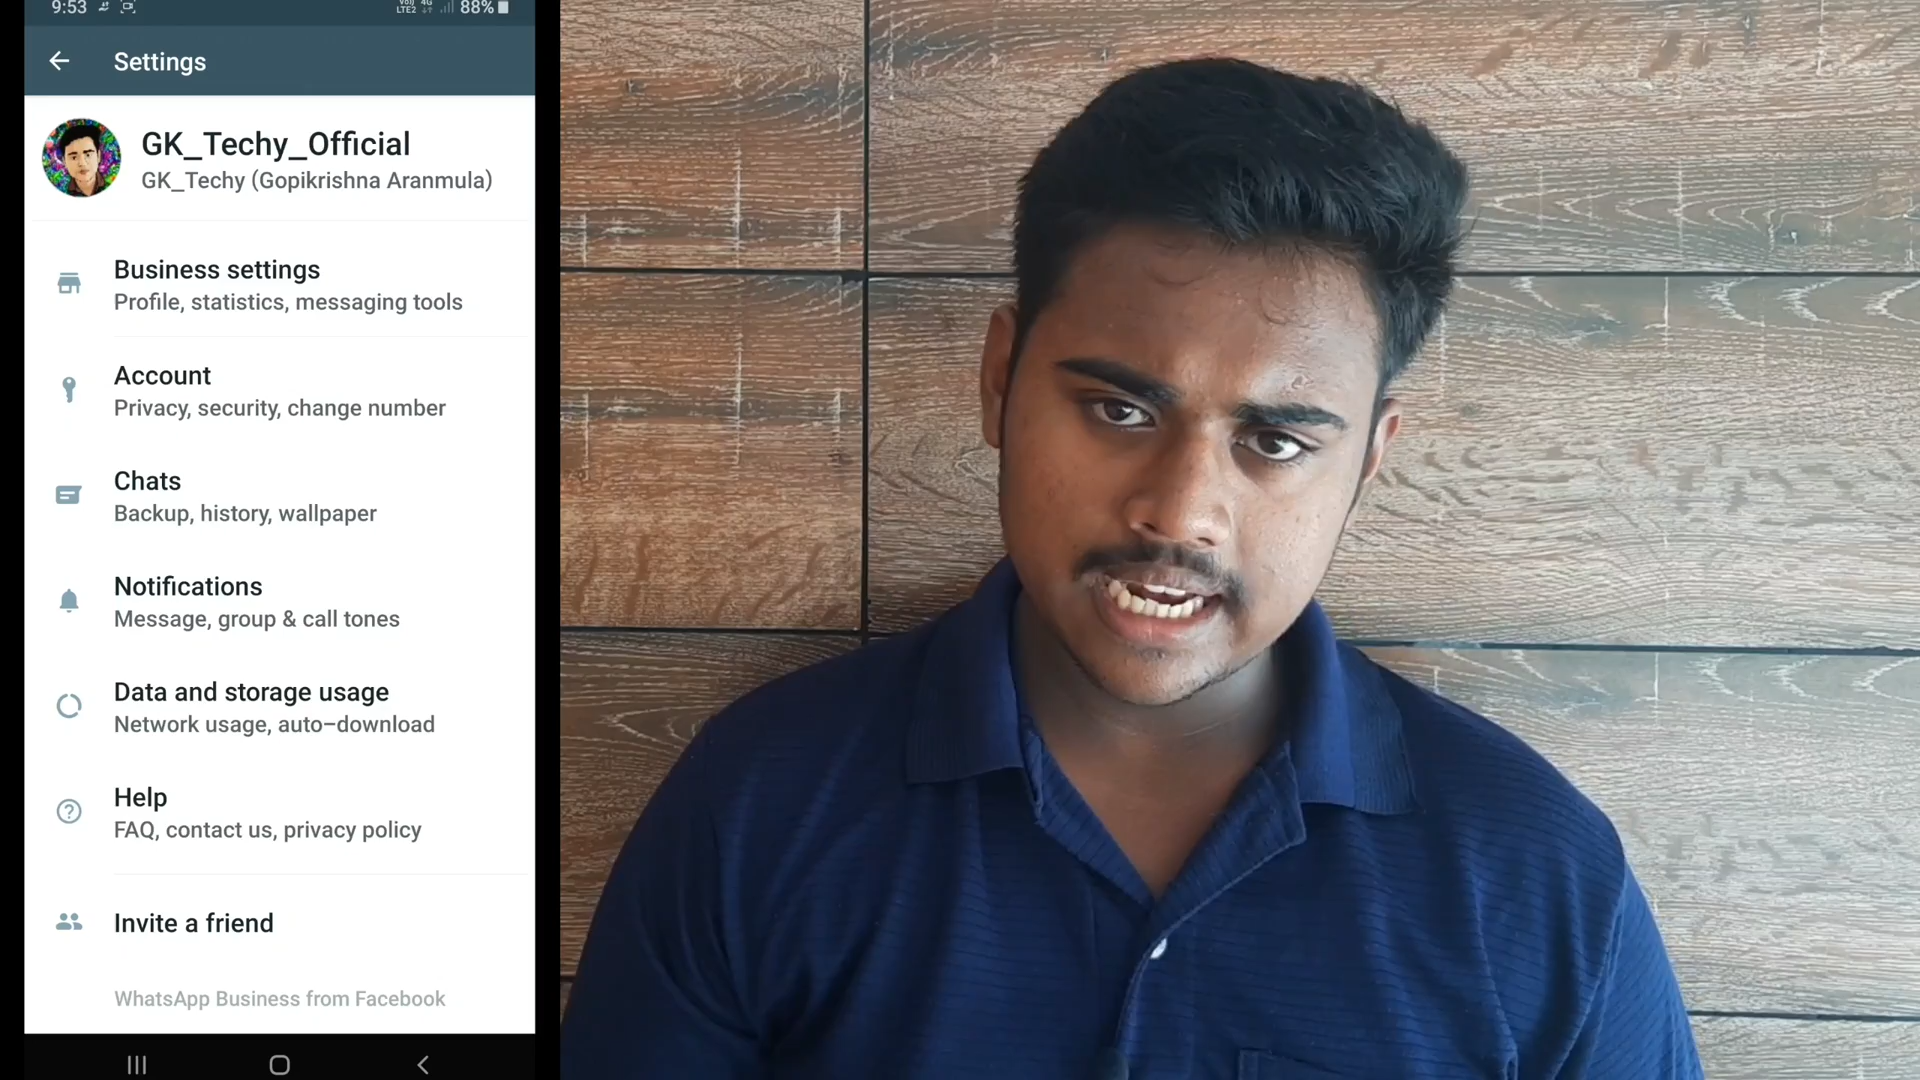 9:53 88%
Settings
GK_Techy_Official
GK_Techy (Gopikrishna Aranmula)
Business settings
Profile, statistics, messaging tools
Account
Privacy, security, change number
Chats
Backup, history, wallpaper
Notifications
Message, group & call tones
Data and storage usage
Network usage, auto-download
Help
FAQ, contact us, privacy policy
Invite a friend
WhatsApp Business from Facebook